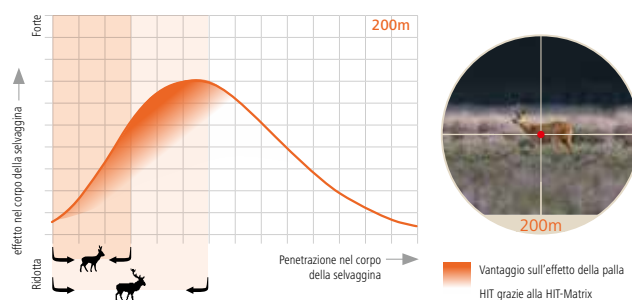 Forte
200m
effetto nel corpo della selvaggina
Ridotta
Penetrazione nel corpo
della selvaggina
200m
Vantaggio sull'effetto della palla
HIT grazie alla HIT-Matrix